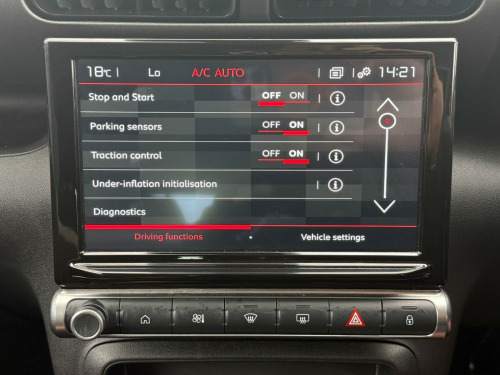 18°C Lo A/C AUTO 14:21
Stop and Start OFF ON
Parking sensors OFF ON
Traction control OFF ON
Under-inflation initialisation
Diagnostics
Driving functions Vehicle settings